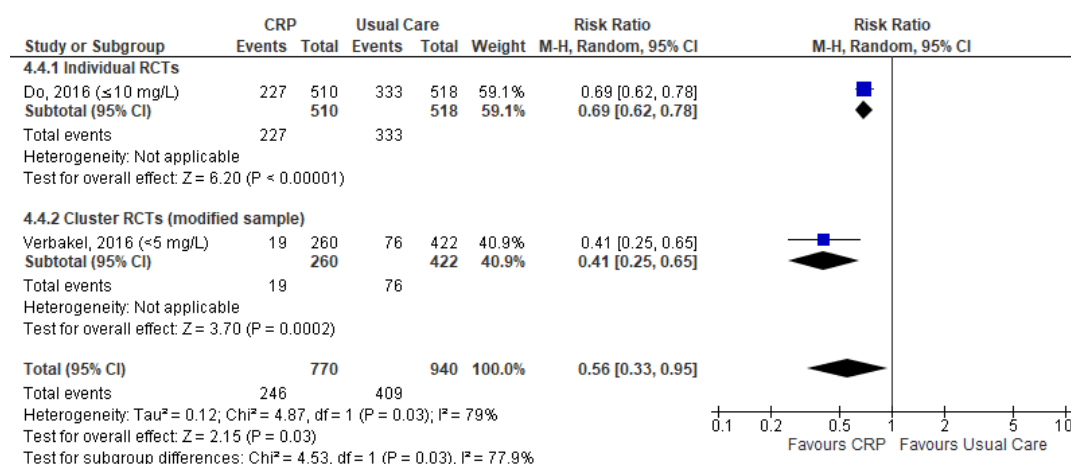 CRP Usual Care Risk Ratio Risk Ratio
Study or Subgroup Events Total Events Total Weight M-H, Random, 95% CI M-H, Random, 95% CI
4.4.1 Individual RCTs
Do, 2016 (≤10 mg/L) 227 510 333 518 59.1% 0.69 [0.62, 0.78]
Subtotal (95% CI) 510 518 59.1% 0.69 [0.62, 0.78]
Total events 227 333
Heterogeneity: Not applicable
Test for overall effect: Z = 6.20 (P < 0.00001)
4.4.2 Cluster RCTs (modified sample)
Verbakel, 2016 (<5 mg/L) 19 260 76 422 40.9% 0.41 [0.25, 0.65]
Subtotal (95% CI) 260 422 40.9% 0.41 [0.25, 0.65]
Total events 19 76
Heterogeneity: Not applicable
Test for overall effect: Z = 3.70 (P = 0.0002)
Total (95% CI) 770 940 100.0% 0.56 [0.33, 0.95]
Total events 246 409
Heterogeneity: Tau² = 0.12; Chi² = 4.87, df = 1 (P = 0.03); I² = 79%
Test for overall effect: Z = 2.15 (P = 0.03)
Test for subgroup differences: Chi² = 4.53, df = 1 (P = 0.03), I² = 77.9%
0.1 0.2 0.5 1 2 5 10
Favours CRP Favours Usual Care